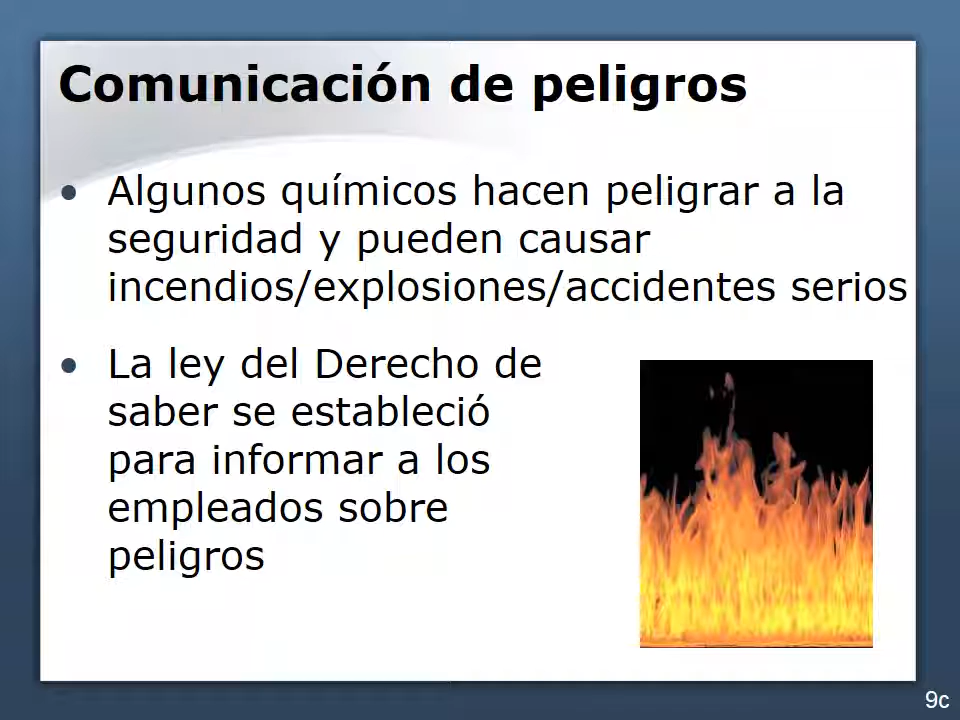 Comunicación de peligros
• Algunos químicos hacen peligrar a la
seguridad y pueden causar
incendios/explosiones/accidentes serios
• La ley del Derecho de
saber se estableció
para informar a los
empleados sobre
peligros
9c